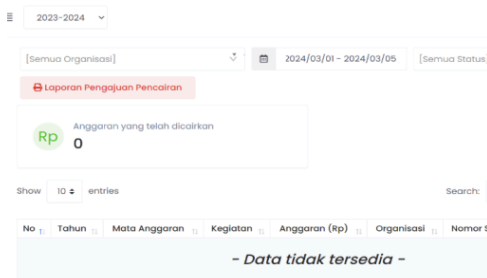 2023-2024
[Semua Organisasi]
2024/03/01 - 2024/03/05
[Semua Status
Laporan Pengajuan Pencairan
Rp
Anggaran yang telah dicairkan
0
Show 10 entries
Search:
No Tahun Mata Anggaran Kegiatan Anggaran (Rp) Organisasi Nomor S
- Data tidak tersedia -